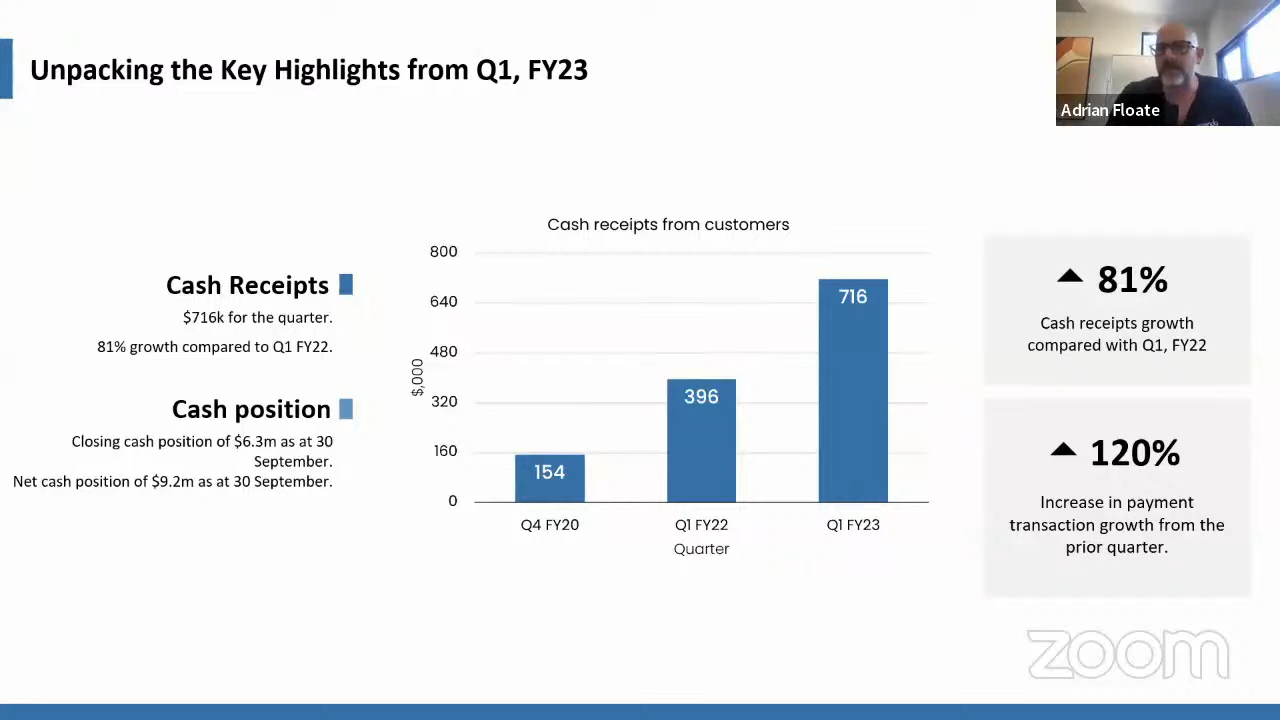 Unpacking the Key Highlights from Q1, FY23
Adrian Floate
Cash Receipts
$716k for the quarter.
81% growth compared to Q1 FY22.
Cash position
Closing cash position of $6.3m as at 30
September.
Net cash position of $9.2m as at 30 September.
Cash receipts from customers
800
640
480
320
160
0
$,000
154
396
716
Q4 FY20
Q1 FY22
Q1 FY23
Quarter
81%
Cash receipts growth
compared with Q1, FY22
120%
Increase in payment
transaction growth from the
prior quarter.
zoom